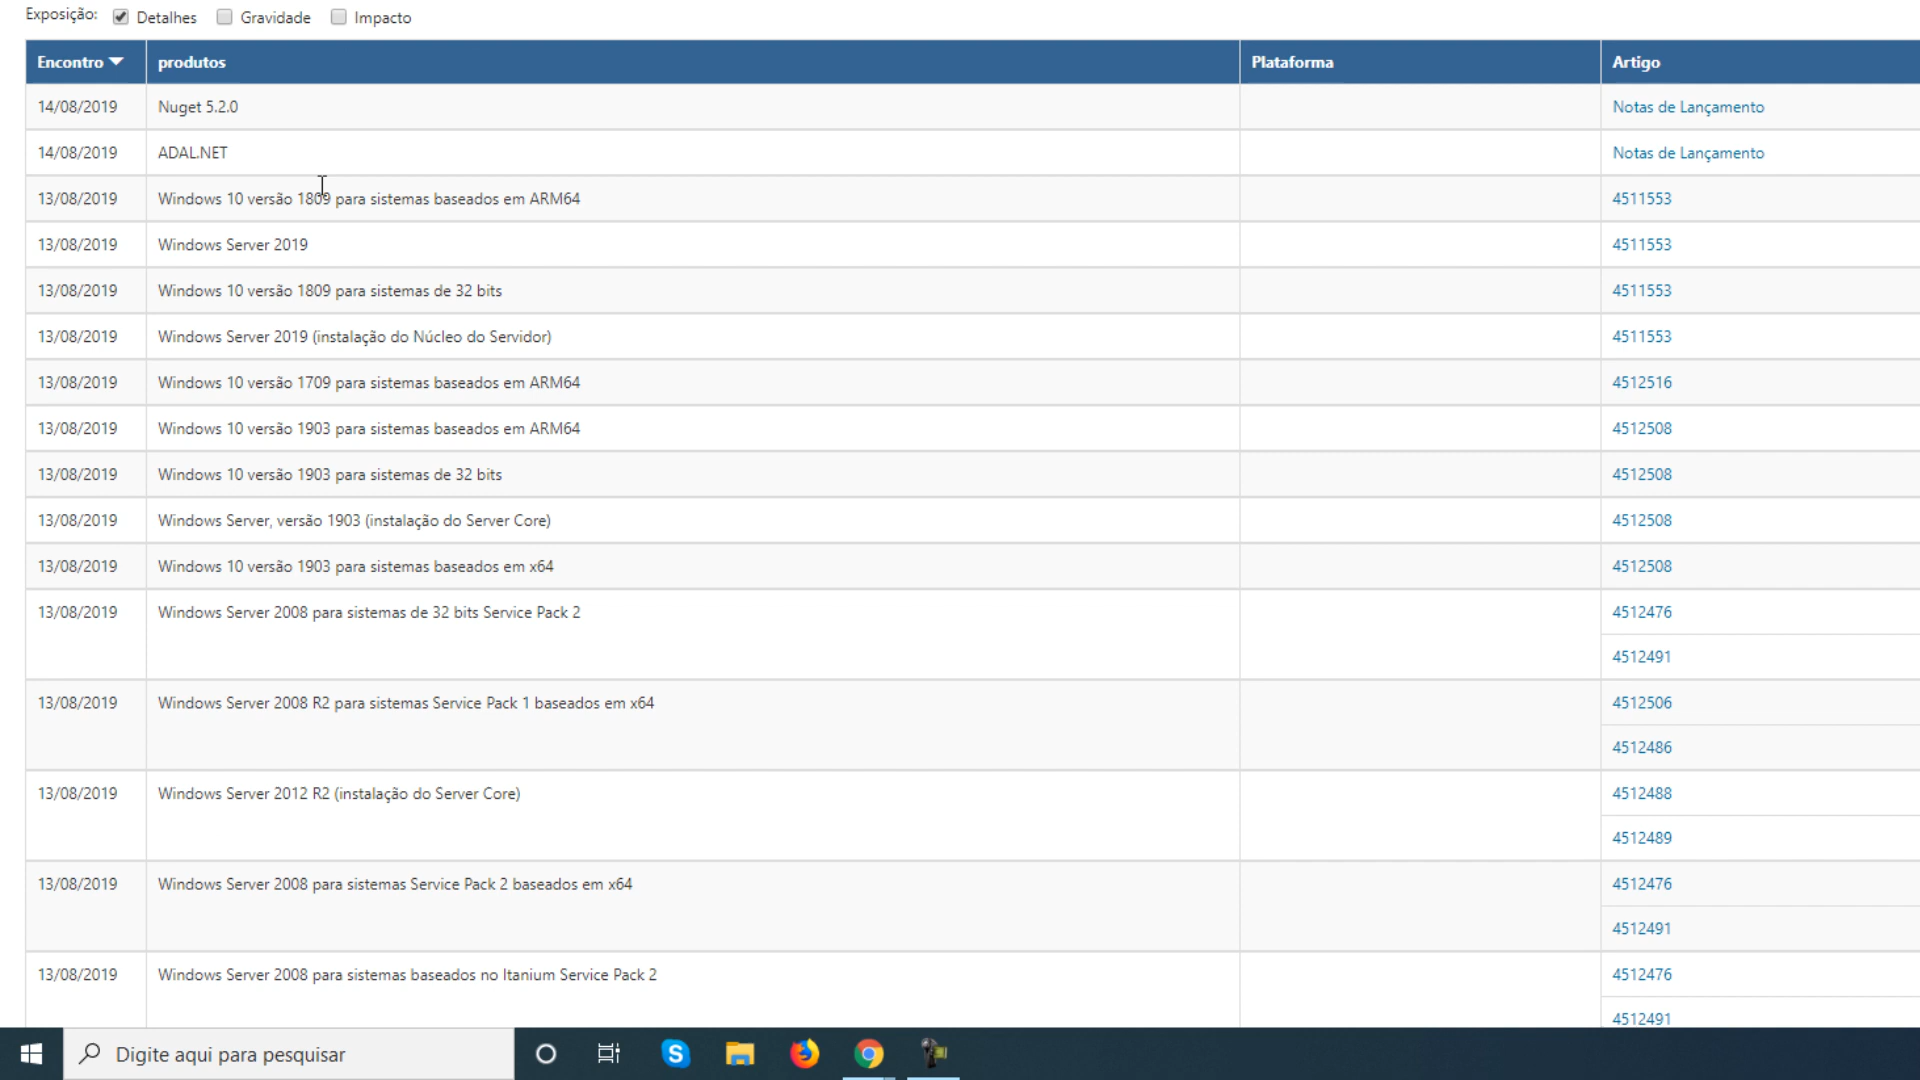 Exposição: Detalhes Gravidade Impacto
Encontro produtos Plataforma Artigo
14/08/2019 Nuget 5.2.0 Notas de Lançamento
14/08/2019 ADAL.NET Notas de Lançamento
13/08/2019 Windows 10 versão 1809 para sistemas baseados em ARM64 4511553
13/08/2019 Windows Server 2019 4511553
13/08/2019 Windows 10 versão 1809 para sistemas de 32 bits 4511553
13/08/2019 Windows Server 2019 (instalação do Núcleo do Servidor) 4511553
13/08/2019 Windows 10 versão 1709 para sistemas baseados em ARM64 4512516
13/08/2019 Windows 10 versão 1903 para sistemas baseados em ARM64 4512508
13/08/2019 Windows 10 versão 1903 para sistemas de 32 bits 4512508
13/08/2019 Windows Server, versão 1903 (instalação do Server Core) 4512508
13/08/2019 Windows 10 versão 1903 para sistemas baseados em x64 4512508
13/08/2019 Windows Server 2008 para sistemas de 32 bits Service Pack 2 4512476
4512491
13/08/2019 Windows Server 2008 R2 para sistemas Service Pack 1 baseados em x64 4512506
4512486
13/08/2019 Windows Server 2012 R2 (instalação do Server Core) 4512488
4512489
13/08/2019 Windows Server 2008 para sistemas Service Pack 2 baseados em x64 4512476
4512491
13/08/2019 Windows Server 2008 para sistemas baseados no Itanium Service Pack 2 4512476
4512491
Digite aqui para pesquisar